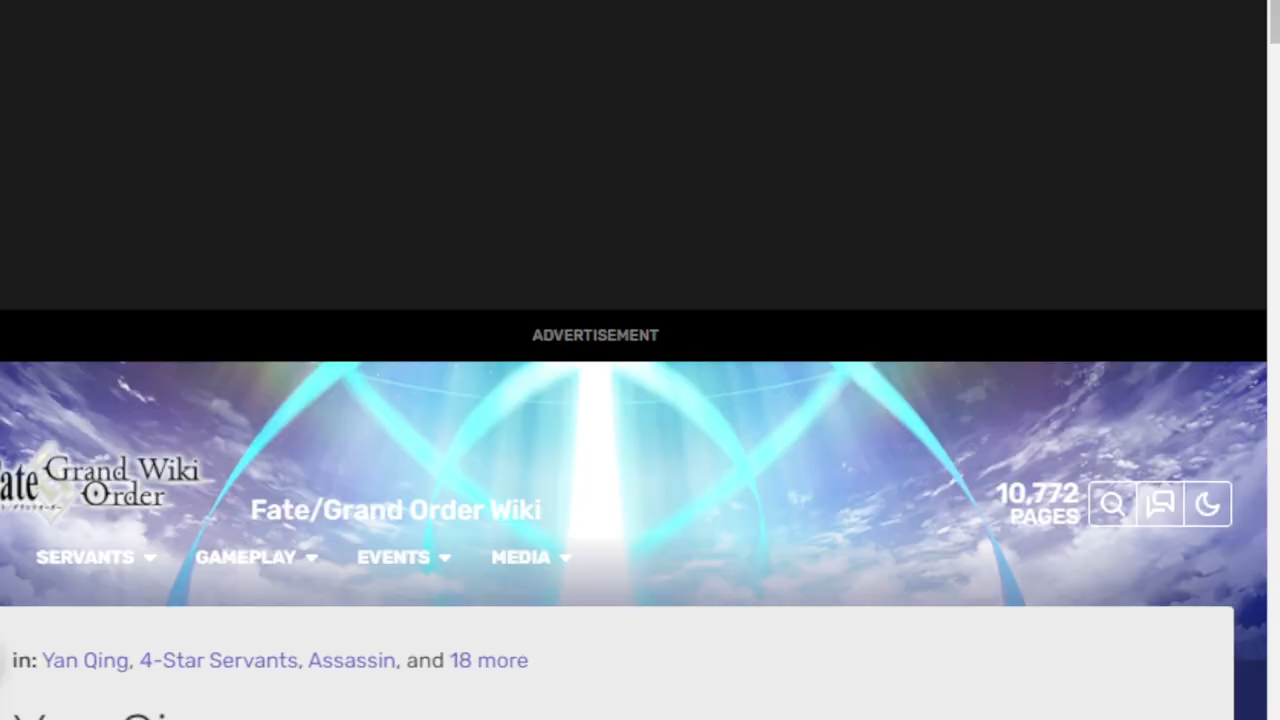 ADVERTISEMENT
ate Grand Wiki
Order
Fate/Grand Order Wiki
10,772
PAGES
SERVANTS GAMEPLAY EVENTS MEDIA
in: Yan Qing, 4-Star Servants, Assassin, and 18 more